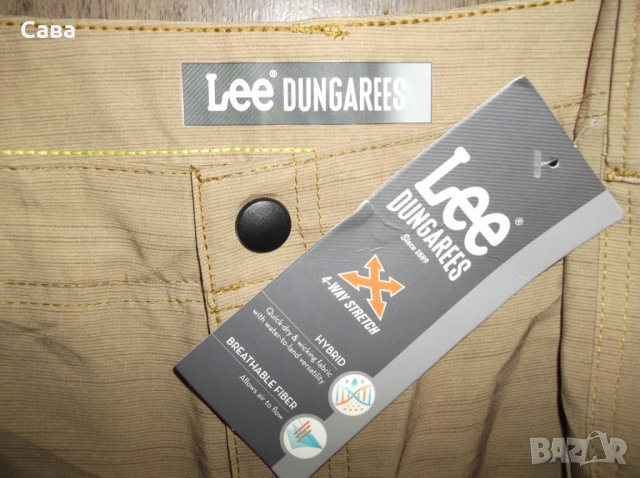 Сава
Lee® DUNGAREES
Lee®
DUNGAREES
Since 1889
4-WAY STRETCH
HYBRID
Quick-dry & wicking fabric
with water-to-land versatility
BREATHABLE FIBER
Allows air to flow
BAZAR